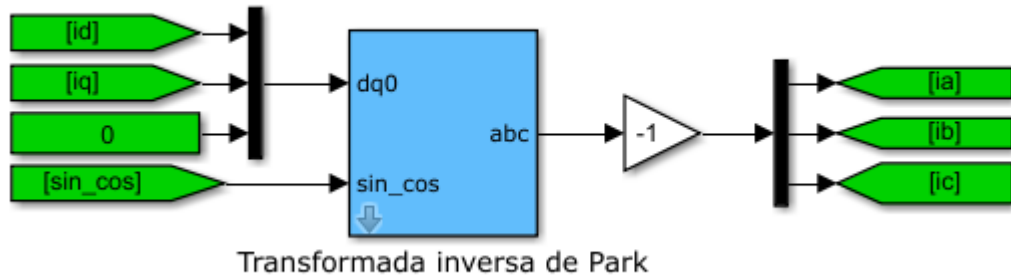 [id]
[iq]
0
[sin_cos]
dq0
sin_cos
abc
-1
[ia]
[ib]
[ic]
Transformada inversa de Park